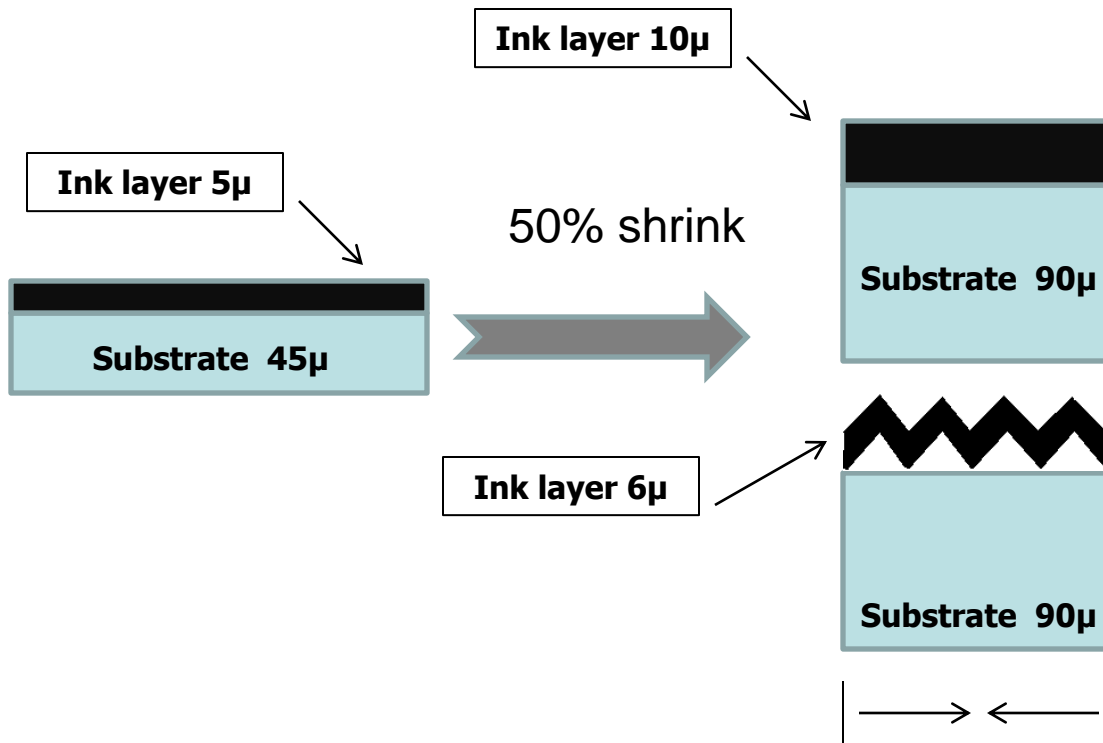 Ink layer 10µ
Ink layer 5µ
50% shrink
Substrate  90µ
Substrate  45µ
Ink layer 6µ
Substrate  90µ